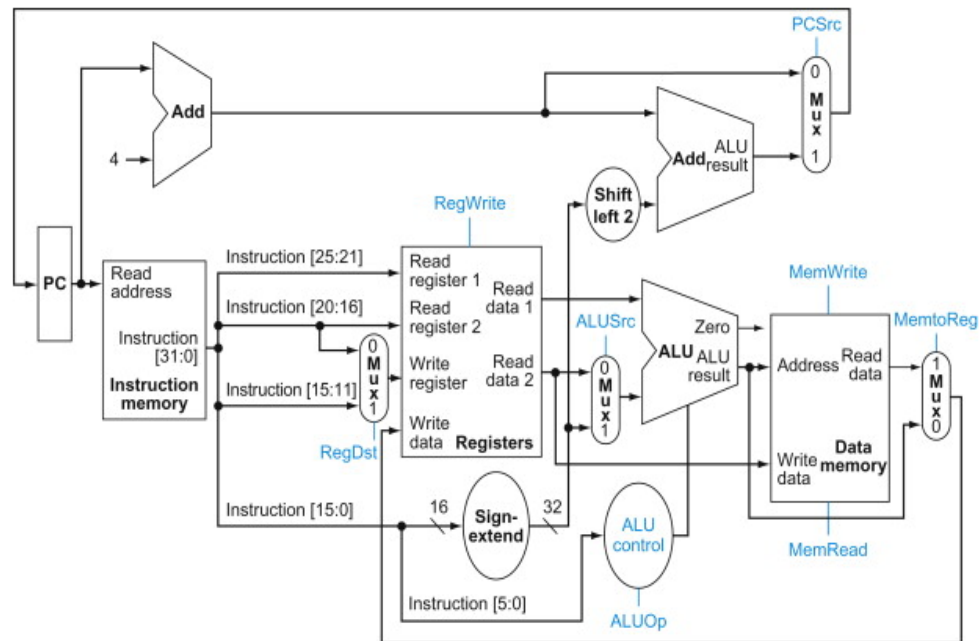 PCSrc
0
M
u
x
1
Add
4
Add
ALU
result
Shift
left 2
RegWrite
PC
Read
address
Instruction
[31:0]
Instruction
memory
Instruction [25:21]
Instruction [20:16]
Instruction [15:11]
0
M
u
x
1
RegDst
Read
register 1
Read
register 2
Write
register
Write
data
Read
data 1
Read
data 2
Registers
ALUSrc
0
M
u
x
1
Zero
ALU
ALU
result
MemWrite
Address
Read
data
Write
data
Data
memory
MemRead
MemtoReg
1
M
u
x
0
Instruction [15:0]
16
Sign-
extend
32
ALU
control
ALUOp
Instruction [5:0]